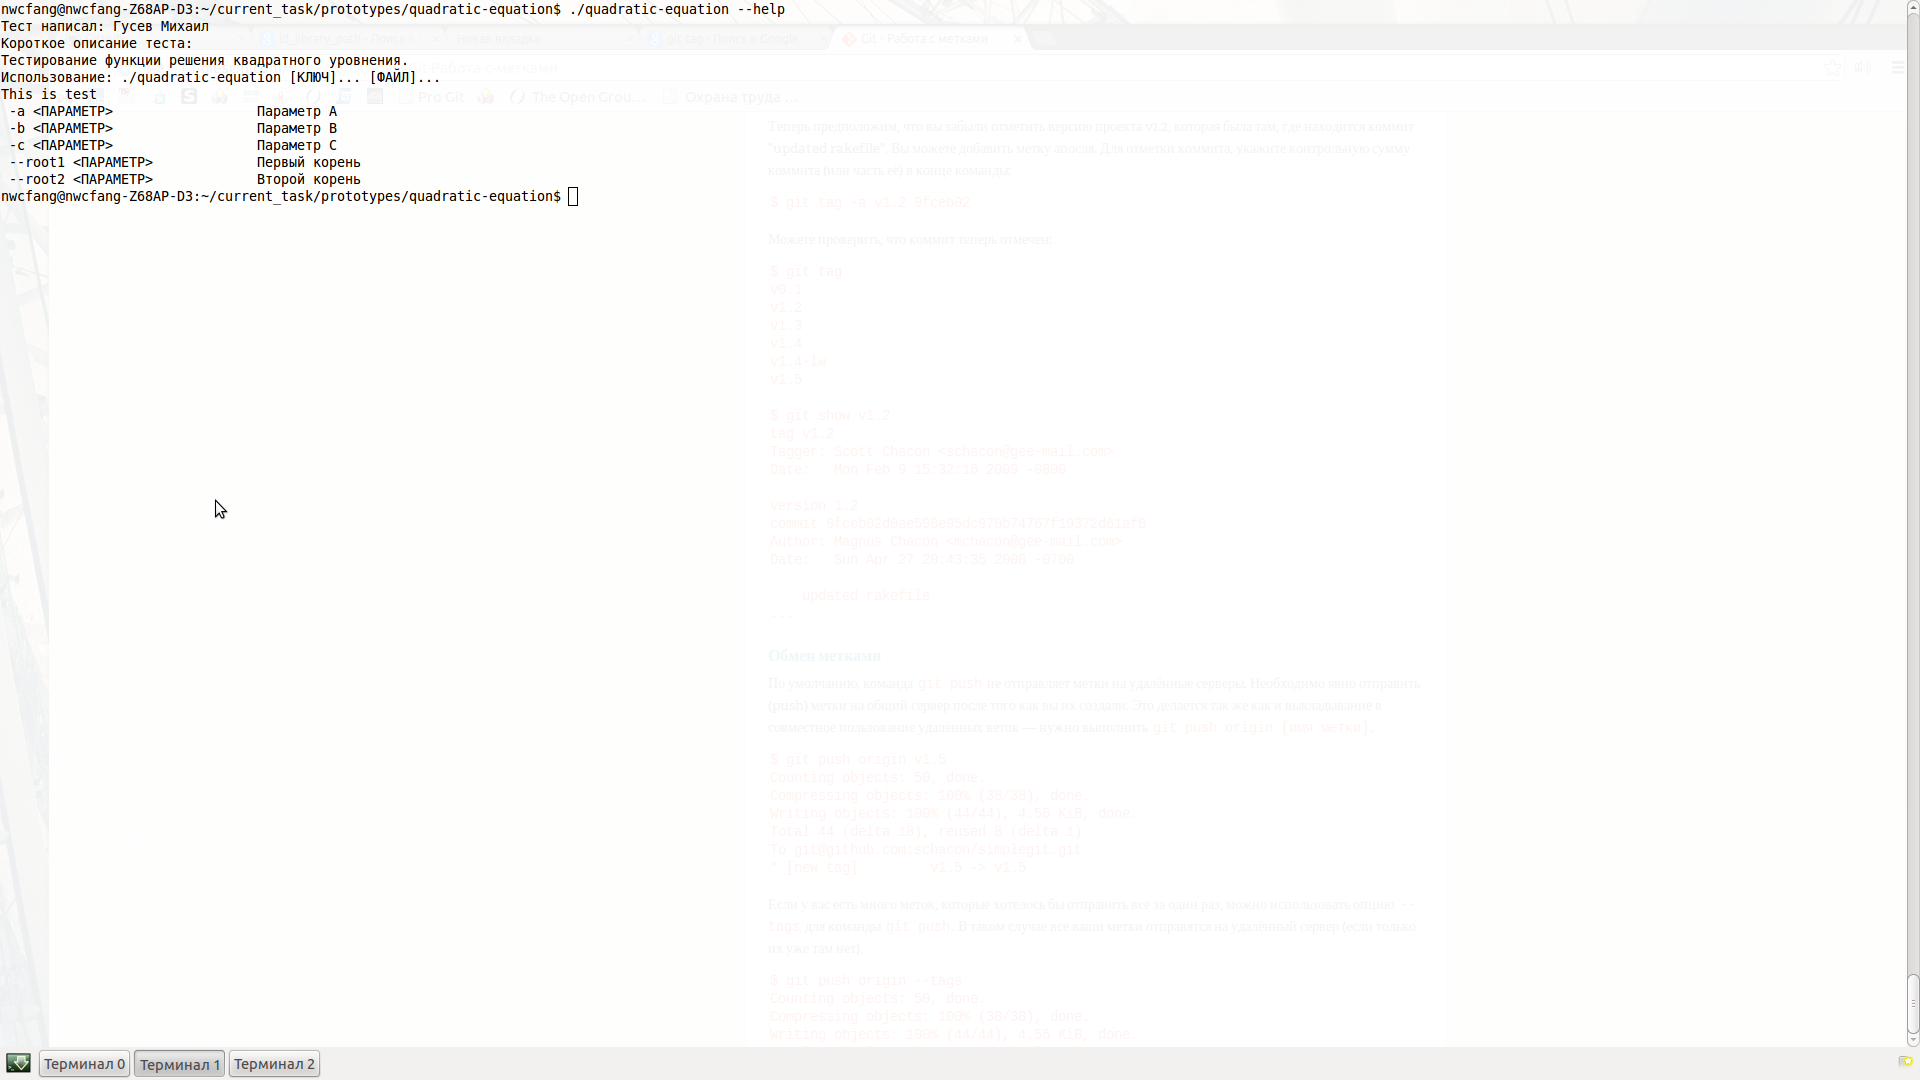 nwcfang@nwcfang-Z68AP-D3:~/current_task/prototypes/quadratic-equation$ ./quadratic-equation --help
Тест написал: Гусев Михаил
Короткое описание теста:
Тестирование функции решения квадратного уровнения.
Использование: ./quadratic-equation [КЛЮЧ]... [ФАЙЛ]...
This is test
-a <ПАРАМЕТР> Параметр A
-b <ПАРАМЕТР> Параметр B
-c <ПАРАМЕТР> Параметр C
--root1 <ПАРАМЕТР> Первый корень
--root2 <ПАРАМЕТР> Второй корень
nwcfang@nwcfang-Z68AP-D3:~/current_task/prototypes/quadratic-equation$
ld_library_path - Поиск
Новая вкладка
git tag - Поиск в Google
Git - Работа с метками
Работа-с-метками
Pro Git
The Open Grou...
Охрана труда ...
Теперь предположим, что вы забыли отметить версию проекта v1.2, которая была там, где находится коммит
"updated rakefile". Вы можете добавить метку и после. Для отметки коммита, укажите контрольную сумму
коммита (или часть её) в конце команды:
$ git tag -a v1.2 9fceb02
Можете проверить, что коммит теперь отмечен:
$ git tag
v0.1
v1.2
v1.3
v1.4
v1.4-lw
v1.5
$ git show v1.2
tag v1.2
Tagger: Scott Chacon <schacon@gee-mail.com>
Date: Mon Feb 9 15:32:16 2009 -0800
version 1.2
commit
Author: Magnus Chacon <mchacon@gee-mail.com>
Date: Sun Apr 27 20:43:35 2008 -0700
updated rakefile
...
Обмен метками
По умолчанию, команда git push не отправляет метки на удалённые серверы. Необходимо явно отправить
(push) метки на общий сервер после того как вы их создали. Это делается так же как и выкладывание в
совместное пользование удалённых веток — нужно выполнить git push origin [имя метки].
$ git push origin v1.5
Counting objects: 50, done.
Compressing objects: 100% (38/38), done.
Writing objects: 100% (44/44), 4.56 KiB, done.
Total 44 (delta 18), reused 8 (delta 1)
To git@github.com:schacon/simplegit.git
* [new tag] v1.5 -> v1.5
Если у вас есть много меток, которые хотелось бы отправить все за один раз, можно использовать опцию --
tags для команды git push. В таком случае все ваши метки отправятся на удалённый сервер (если только
их уже там нет).
$ git push origin --tags
Counting objects: 50, done.
Compressing objects: 100% (38/38), done.
Writing objects: 100% (44/44), 4.56 KiB, done.
Терминал 0
Терминал 1
Терминал 2